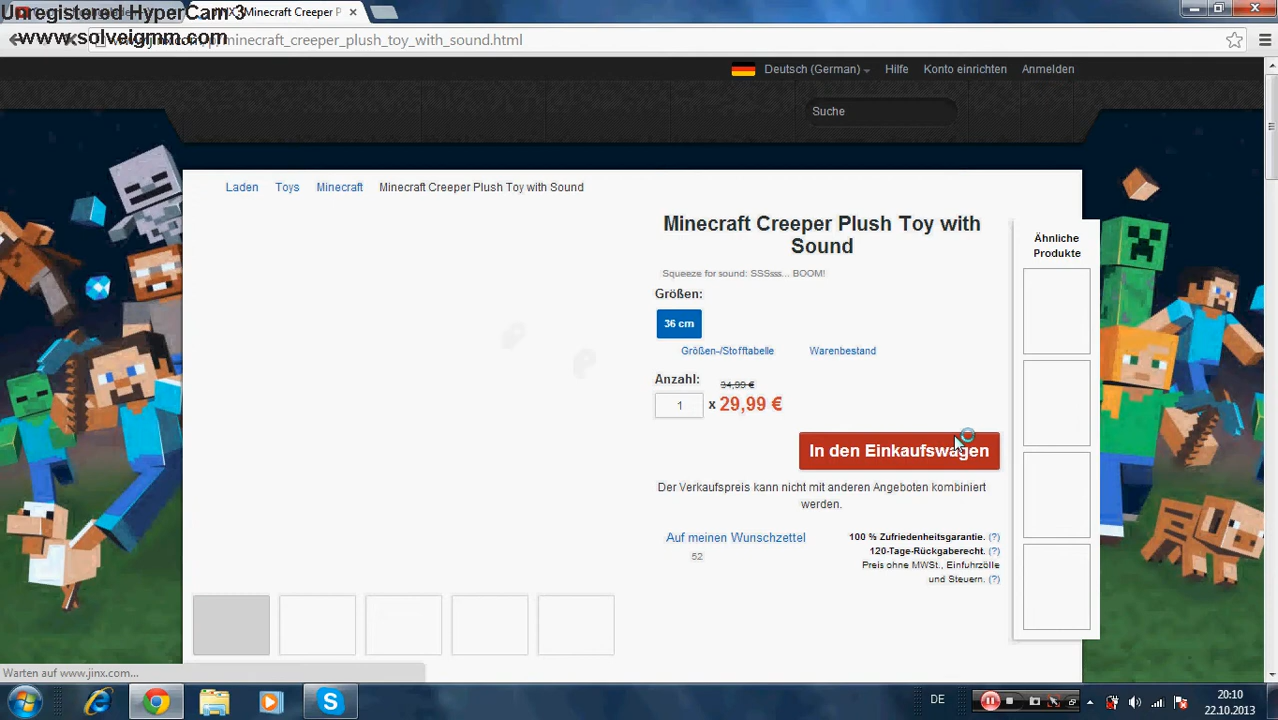 Unregistered HyperCam 3
Minecraft Creeper P
www.solveigmm.com
jinx.com/p/minecraft_creeper_plush_toy_with_sound.html
Deutsch (German)
Hilfe
Konto einrichten
Anmelden
Suche
Laden
Toys
Minecraft
Minecraft Creeper Plush Toy with Sound
Minecraft Creeper Plush Toy with
Sound
Squeeze for sound: SSSsss... BOOM!
Größen:
36 cm
Größen-/Stofftabelle
Warenbestand
Anzahl:
34,99 €
1
x 29,99 €
In den Einkaufswagen
Der Verkaufspreis kann nicht mit anderen Angeboten kombiniert
werden.
Auf meinen Wunschzettel
52
100 % Zufriedenheitsgarantie. (?)
120-Tage-Rückgaberecht. (?)
Preis ohne MWSt., Einfuhrzölle
und Steuern. (?)
Ähnliche
Produkte
Warten auf www.jinx.com...
DE
20:10
22.10.2013